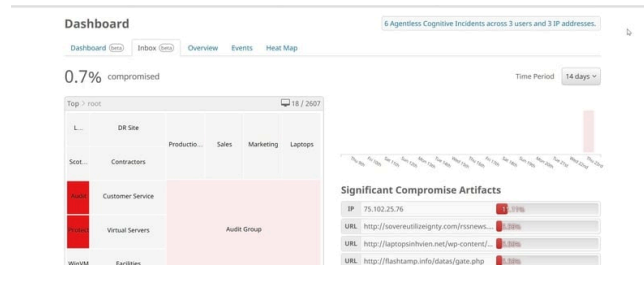 Dashboard
6 Agentless Cognitive Incidents across 3 users and 3 IP addresses.
Dashboard (beta) Inbox (beta) Overview Events Heat Map
0.7% compromised
Time Period 14 days
Top > root
18 / 2607
L...
DR Site
Productio...
Sales
Marketing
Laptops
Scot...
Contractors
Audit
Customer Service
Virtual Servers
Audit Group
WinVM
Facilities
Significant Compromise Artifacts
IP 75.102.25.76
URL http://sovereutilizeignty.com/rssnews...
URL http://laptopsinhvien.net/wp-content/...
URL http://flashtamp.info/datas/gate.php